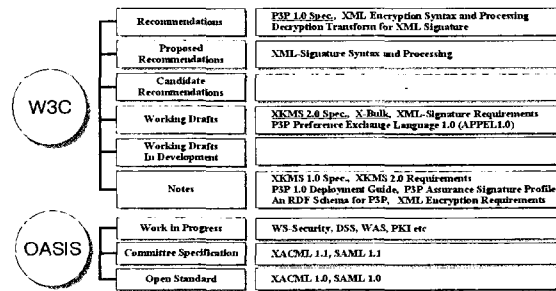 W3C
Recommendations
P3P 1.0 Spec., XML Encryption Syntax and Processing
Decryption Transform for XML Signature
Proposed
Recommendations
XML-Signature Syntax and Processing
Candidate
Recommendations
Working Drafts
XKMS 2.0 Spec., X-Bulk, XML-Signature Requirements
P3P Preference Exchange Language 1.0 (APPEL1.0)
Working Drafts
In Development
Notes
XKMS 1.0 Spec., XKMS 2.0 Requirements
P3P 1.0 Deployment Guide, P3P Assurance Signature Profile
An RDF Schema for P3P, XML Encryption Requirements
OASIS
Work in Progress
WS-Security, DSS, WAS, PKI etc
Committee Specification
XACML 1.1, SAML 1.1
Open Standard
XACML 1.0, SAML 1.0